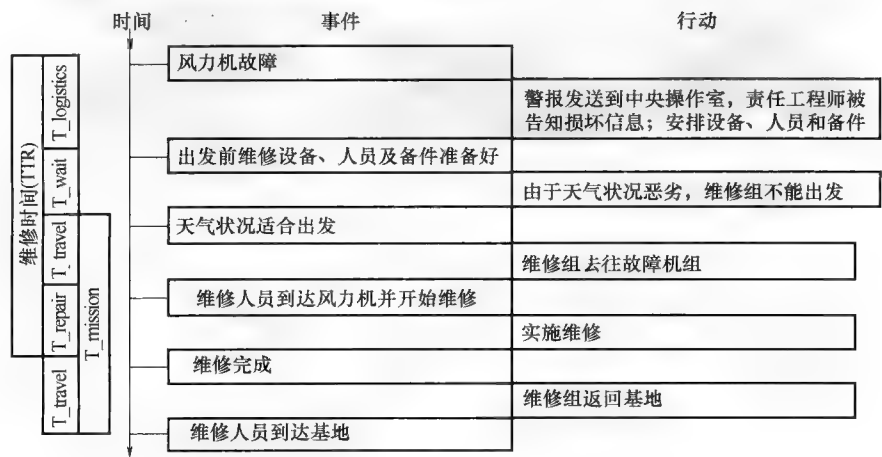 时间 事件 行动
风力机故障
警报发送到中央操作室，责任工程师被
告知损坏信息；安排设备、人员和备件
出发前维修设备、人员及备件准备好
由于天气状况恶劣，维修组不能出发
天气状况适合出发
维修组去往故障机组
维修人员到达风力机并开始维修
实施维修
维修完成
维修组返回基地
维修人员到达基地
维修时间(TTR)
T_logistics
T_wait
T_travel
T_repair
T_travel
T_mission